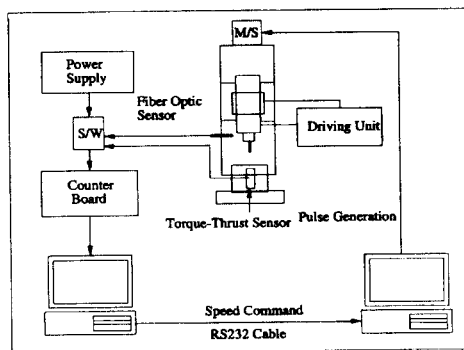 M/S
Power
Supply
Fiber Optic
Sensor
S/W
Driving Unit
Counter
Board
Torque-Thrust Sensor
Pulse Generation
Speed Command
RS232 Cable